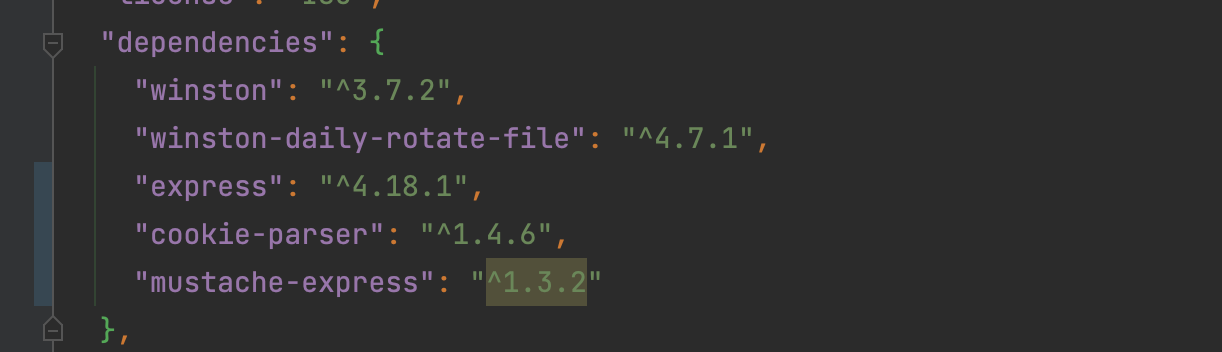 "dependencies": {
"winston": "^3.7.2",
"winston-daily-rotate-file": "^4.7.1",
"express": "^4.18.1",
"cookie-parser": "^1.4.6",
"mustache-express": "^1.3.2"
},